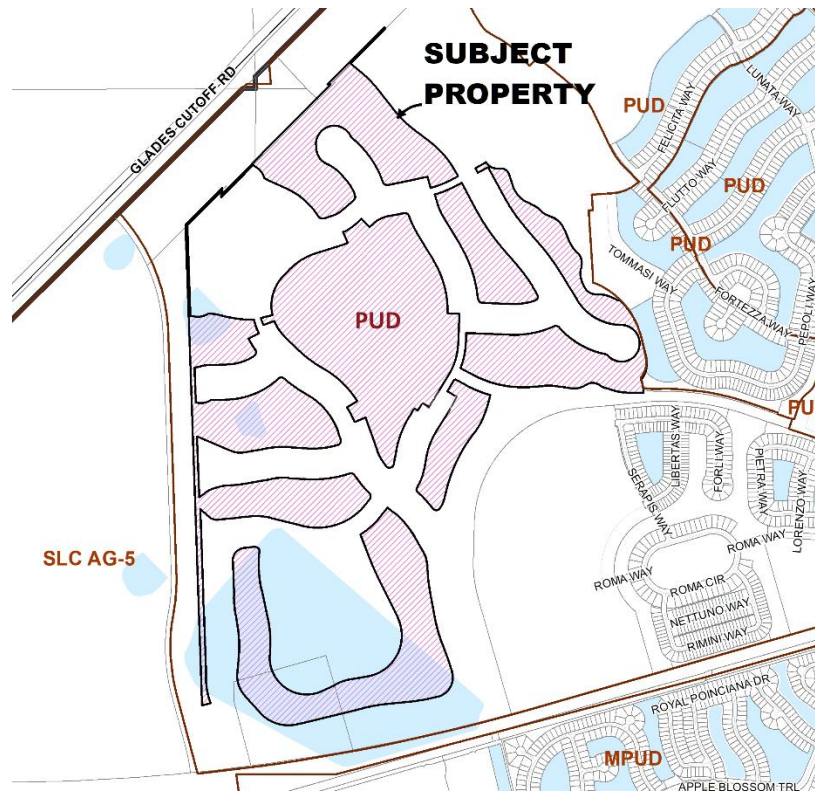 SUBJECT
PROPERTY
GLADES CUTOFF RD
PUD
FELICITA WAY
LUNATA WAY
PUD
FLUTTO WAY
PUD
TOMMASI WAY
FORTEZZA WAY
PEPOLI WAY
PUD
PU
LIBERTAS WAY
FORLI WAY
SERAPIS WAY
PIETRA WAY
LORENZO WAY
ROMA WAY
ROMA WAY
ROMA CIR
NETTUNO WAY
RIMINI WAY
SLC AG-5
ROYAL POINCIANA DR
MPUD
APPLE BLOSSOM TRL